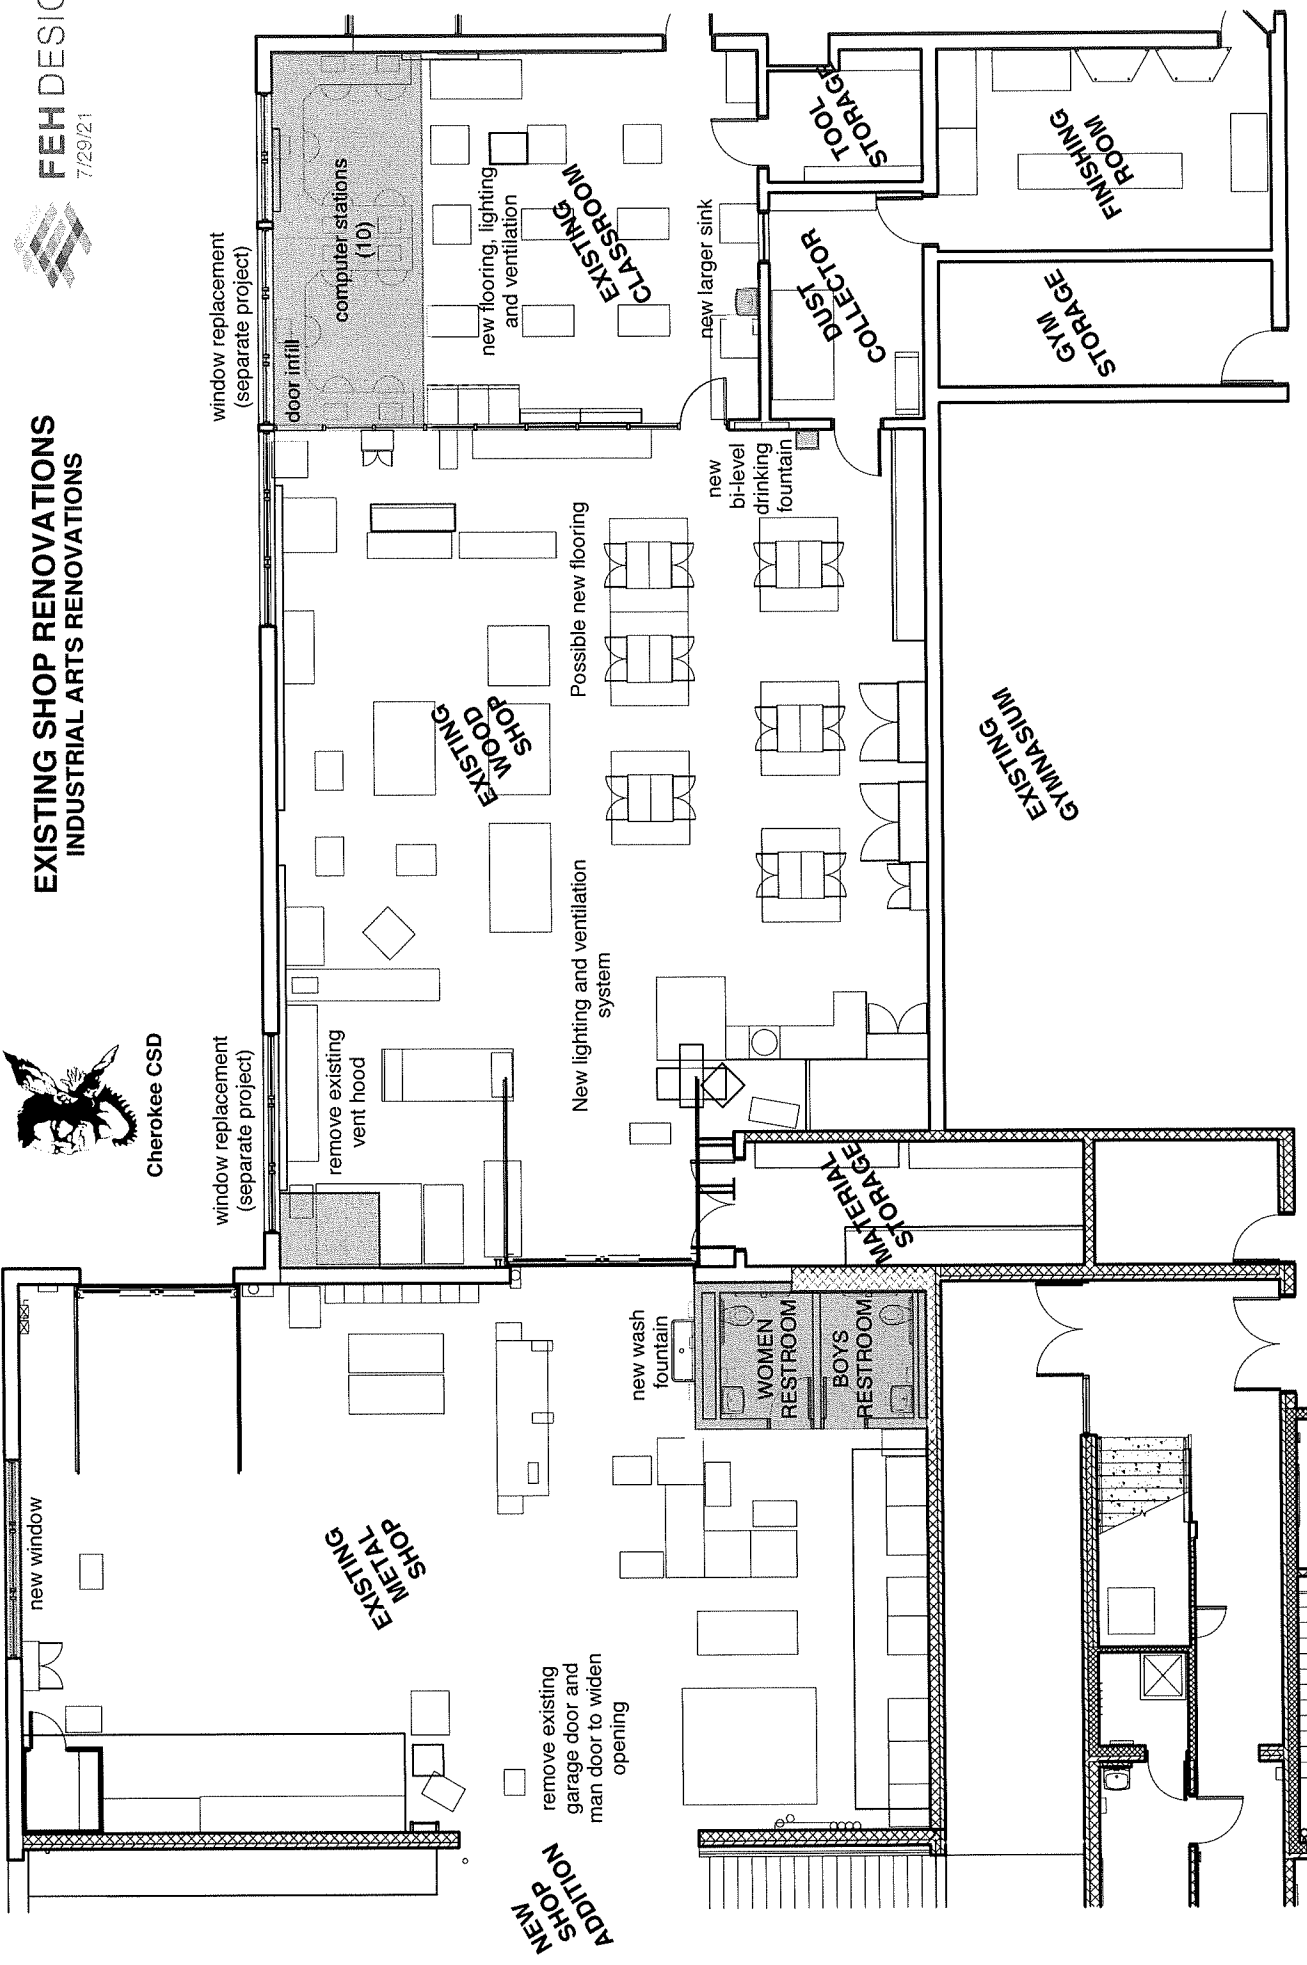 EXISTING SHOP RENOVATIONS
INDUSTRIAL ARTS RENOVATIONS
Cherokee CSD
FEH DESIG
7/29/21
window replacement
(separate project)
window replacement
(separate project)
new window
EXISTING
METAL
SHOP
remove existing
garage door and
man door to widen
opening
NEW
SHOP
ADDITION
new wash
fountain
WOMEN
RESTROOM
BOYS
RESTROOM
remove existing
vent hood
New lighting and ventilation
system
EXISTING
WOOD
SHOP
Possible new flooring
MATERIAL
STORAGE
EXISTING
GYMNASIUM
door infill
computer stations
(10)
new flooring, lighting
and ventilation
EXISTING
CLASSROOM
new larger sink
new
bi-level
drinking
fountain
DUST
COLLECTOR
TOOL
STORAGE
GYM
STORAGE
FINISHING
ROOM